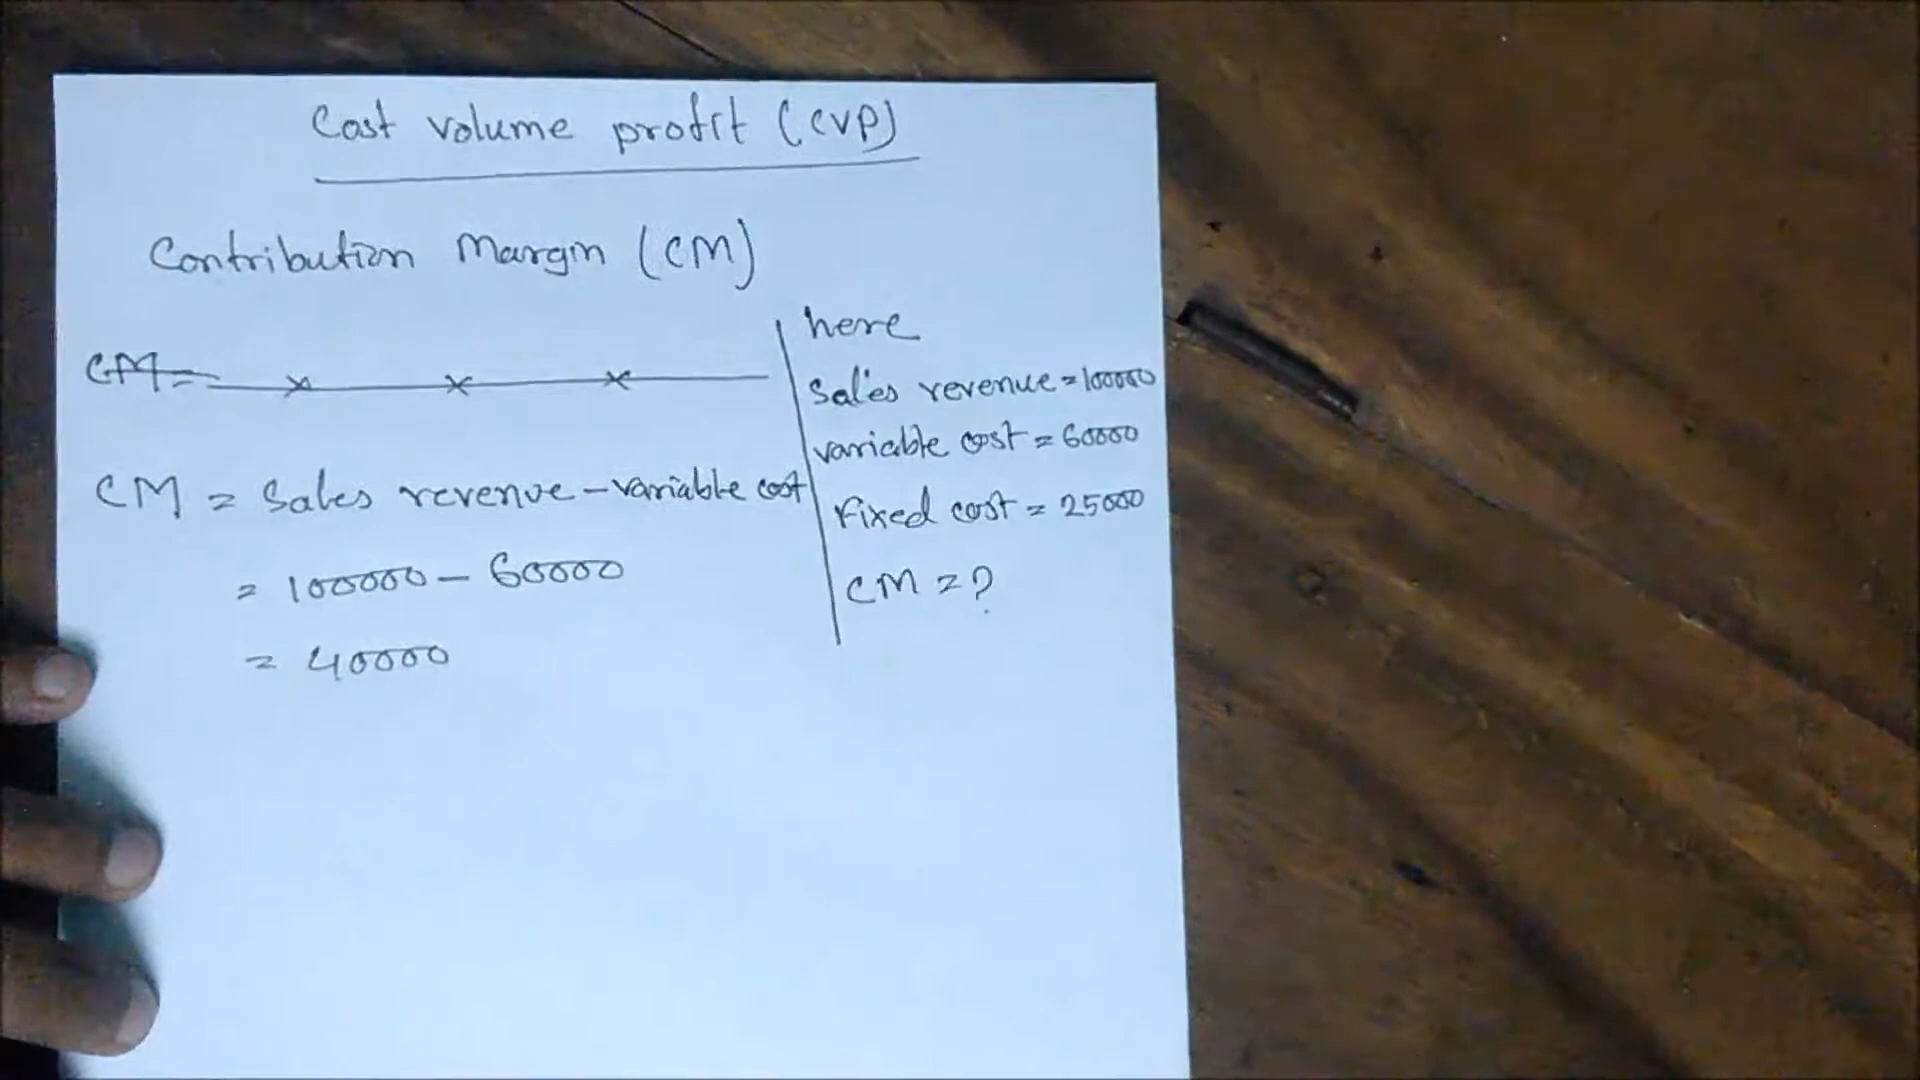 Cost volume profit (CVP)
Contribution Margin (CM)
CM =
CM = Sales revenue - variable cost
= 100000 - 60000
= 40000
here
Sales revenue = 100000
variable cost = 60000
Fixed cost = 25000
CM = ?